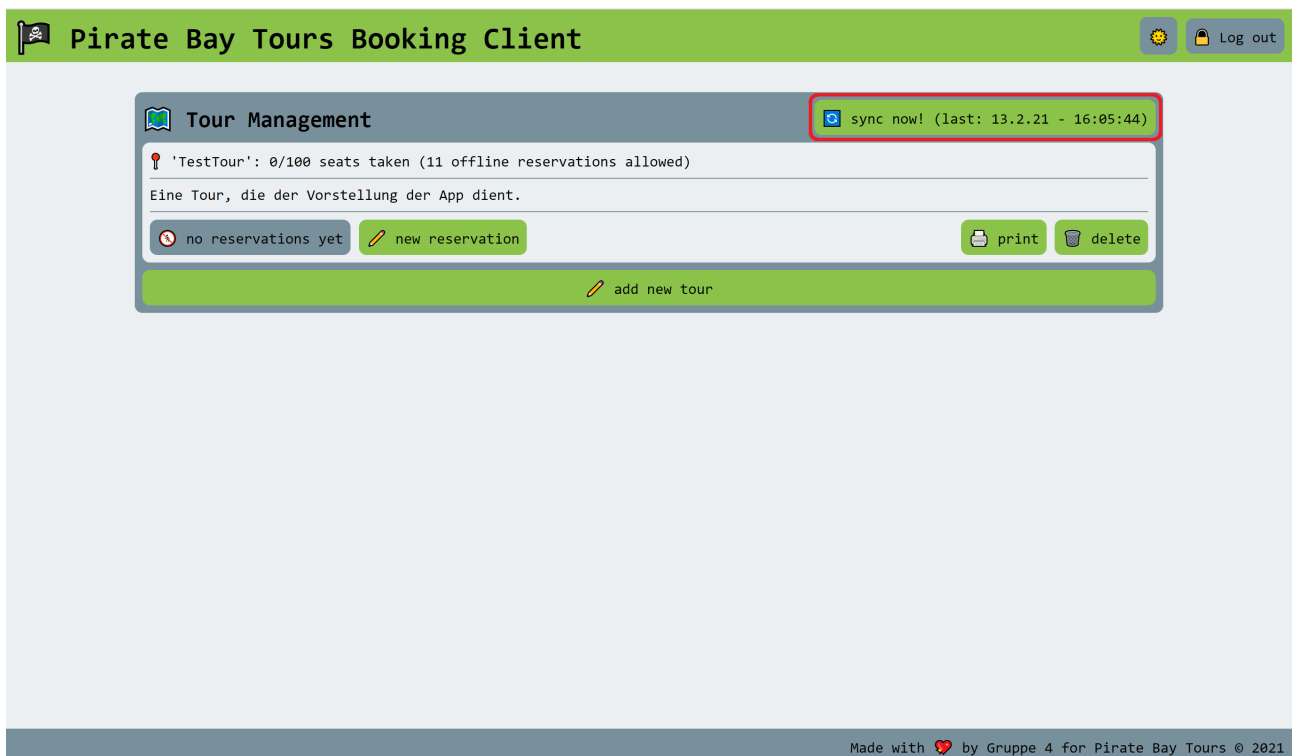 Pirate Bay Tours Booking Client
Log out
Tour Management
sync now! (last: 13.2.21 - 16:05:44)
'TestTour': 0/100 seats taken (11 offline reservations allowed)
Eine Tour, die der Vorstellung der App dient.
no reservations yet
new reservation
print
delete
add new tour
Made with by Gruppe 4 for Pirate Bay Tours © 2021